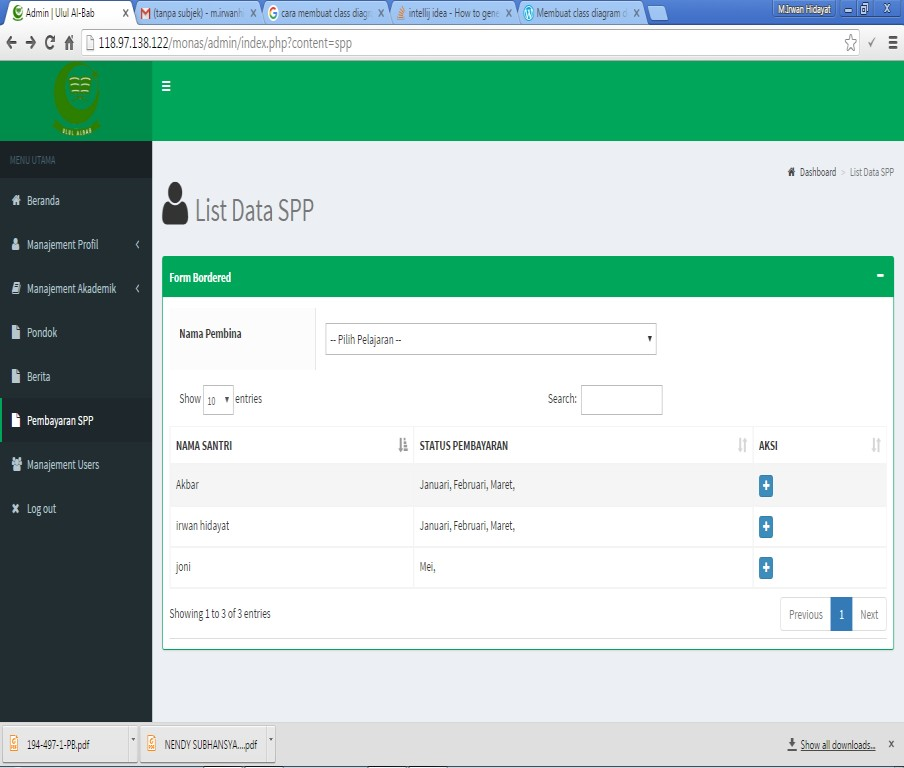 Admin | Ulul Al-Bab
(tanpa subjek) - m.irwanh
cara membuat class diag
intellij idea - How to gene
Membuat class diagram d
M.Irwan Hidayat
118.97.138.122/monas/admin/index.php?content=spp
ULUL ALBAB
MENU UTAMA
Beranda
Manajement Profil
Manajement Akademik
Pondok
Berita
Pembayaran SPP
Manajement Users
Log out
Dashboard > List Data SPP
List Data SPP
Form Bordered
Nama Pembina
-- Pilih Pelajaran --
Show 10 entries
Search:
NAMA SANTRI STATUS PEMBAYARAN AKSI
Akbar Januari, Februari, Maret,
irwan hidayat Januari, Februari, Maret,
joni Mei,
Showing 1 to 3 of 3 entries
Previous 1 Next
194-497-1-PB.pdf
NENDY SUBHANSYA....pdf
Show all downloads...